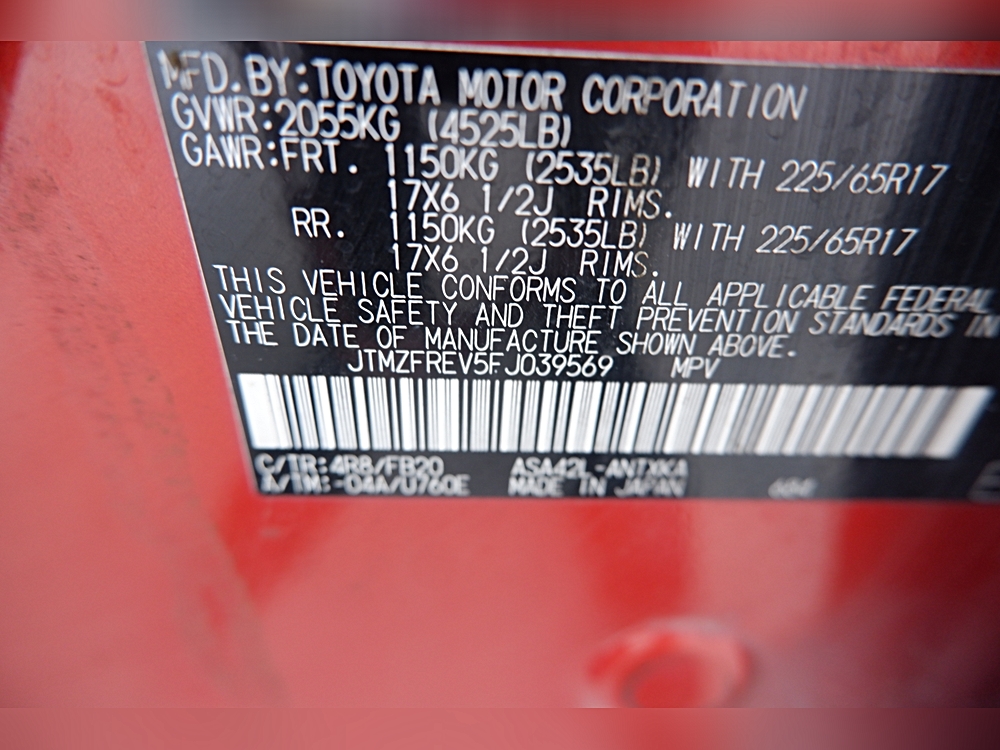 MFD.BY:TOYOTA MOTOR CORPORATION
GVWR:2055KG (4525LB)
GAWR:FRT. 1150KG (2535LB) WITH 225/65R17
17X6 1/2J RIMS.
RR. 1150KG (2535LB) WITH 225/65R17
17X6 1/2J RIMS.
THIS VEHICLE CONFORMS TO ALL APPLICABLE FEDERAL
VEHICLE SAFETY AND THEFT PREVENTION STANDARDS IN
THE DATE OF MANUFACTURE SHOWN ABOVE.
JTMZFREV5FJ039569 MPV
C/TR:4R8/FB20 ASA42L-ANTXKA
A/TM:-04A/U760E MADE IN JAPAN